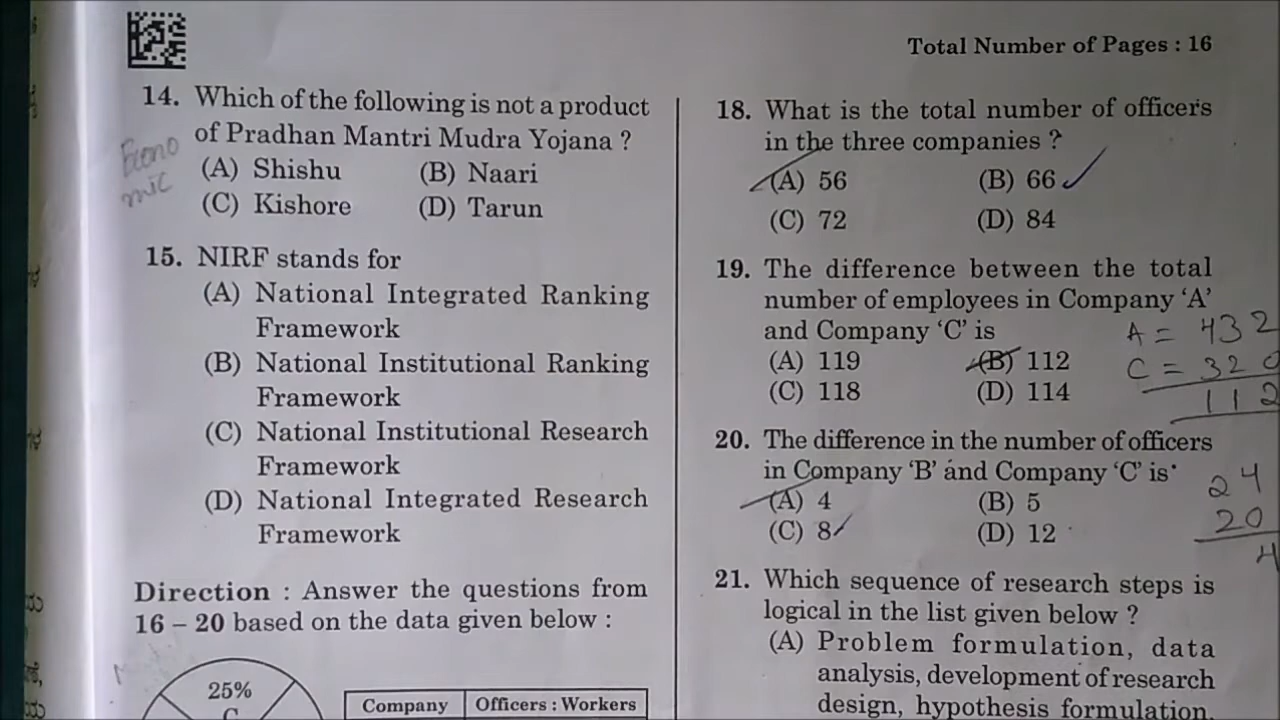 Total Number of Pages : 16
14. Which of the following is not a product
of Pradhan Mantri Mudra Yojana ?
Econo
mic
(A) Shishu (B) Naari
(C) Kishore (D) Tarun
15. NIRF stands for
(A) National Integrated Ranking
Framework
(B) National Institutional Ranking
Framework
(C) National Institutional Research
Framework
(D) National Integrated Research
Framework
Direction : Answer the questions from
16 – 20 based on the data given below :
25%
C
Company Officers : Workers
18. What is the total number of officers
in the three companies ?
(A) 56 (B) 66
(C) 72 (D) 84
19. The difference between the total
number of employees in Company ‘A’
and Company ‘C’ is
(A) 119 (B) 112
(C) 118 (D) 114
A = 432
C = 320
112
20. The difference in the number of officers
in Company ‘B’ and Company ‘C’ is
(A) 4 (B) 5
(C) 8 (D) 12
24
20
4
21. Which sequence of research steps is
logical in the list given below ?
(A) Problem formulation, data
analysis, development of research
design, hypothesis formulation,